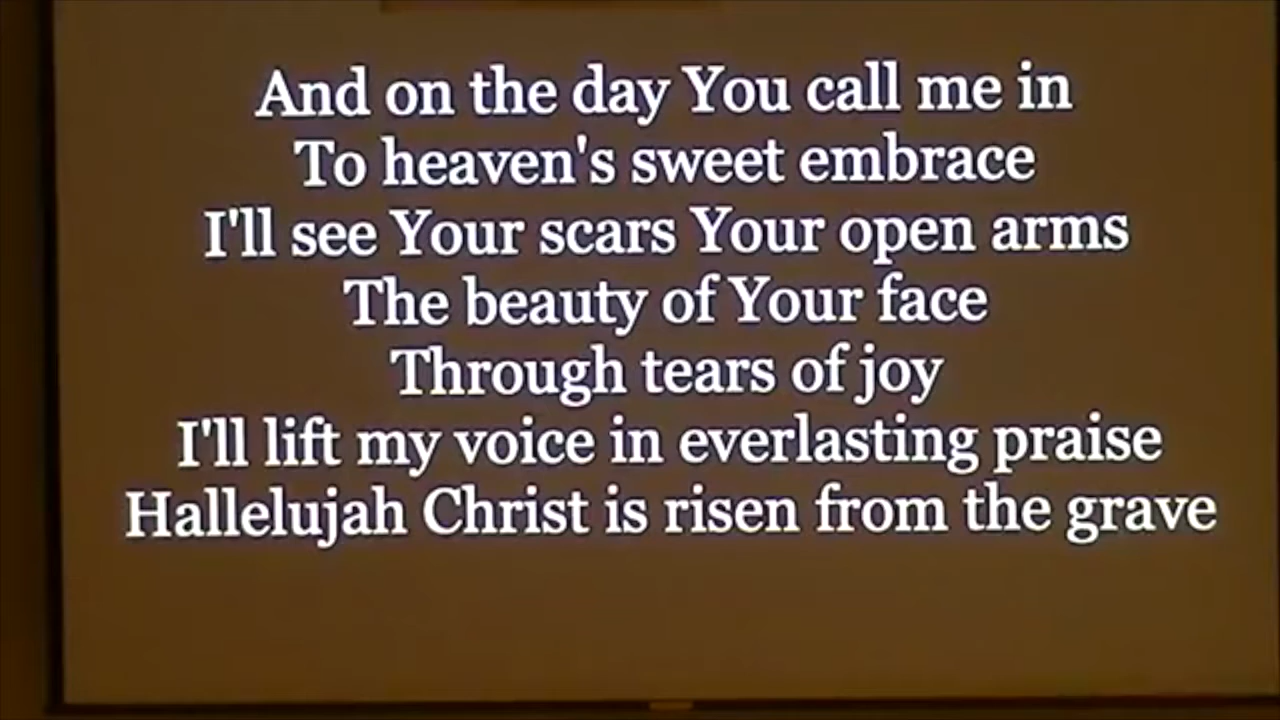 And on the day You call me in
To heaven's sweet embrace
I'll see Your scars Your open arms
The beauty of Your face
Through tears of joy
I'll lift my voice in everlasting praise
Hallelujah Christ is risen from the grave